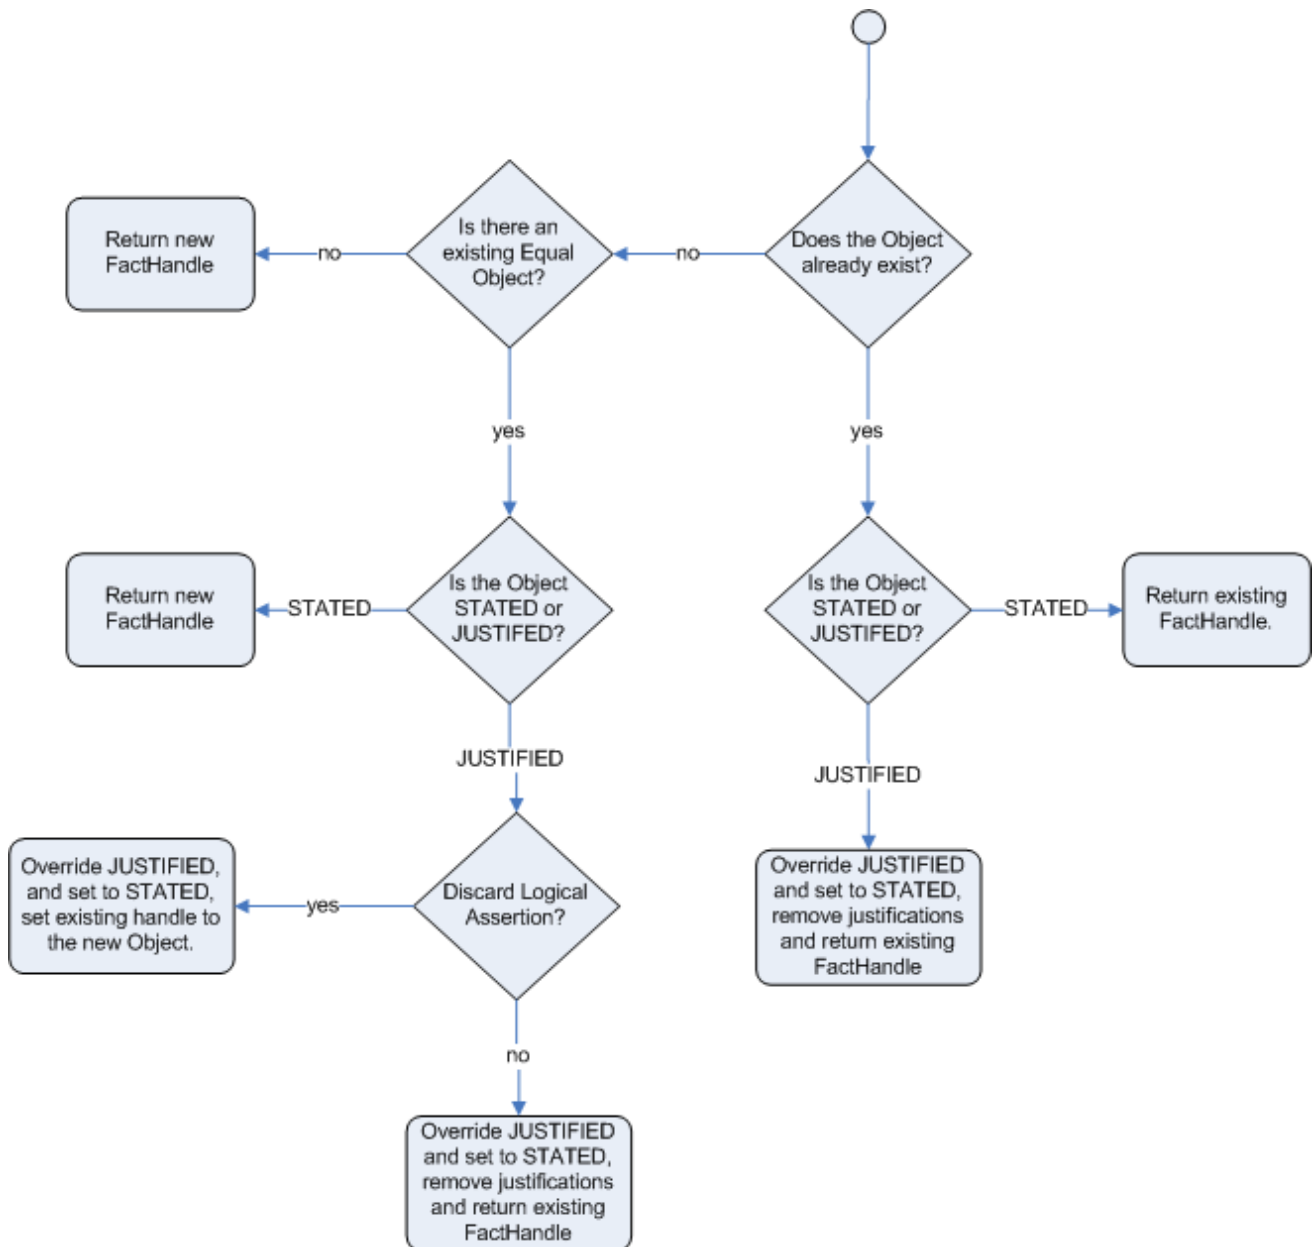 Return new
FactHandle
no
Is there an
existing Equal
Object?
no
Does the Object
already exist?
yes
yes
Return new
FactHandle
STATED
Is the Object
STATED or
JUSTIFED?
Is the Object
STATED or
JUSTIFED?
STATED
Return existing
FactHandle.
JUSTIFIED
JUSTIFIED
Override JUSTIFIED,
and set to STATED,
set existing handle to
the new Object.
yes
Discard Logical
Assertion?
Override JUSTIFIED
and set to STATED,
remove justifications
and return existing
FactHandle
no
Override JUSTIFIED
and set to STATED,
remove justifications
and return existing
FactHandle